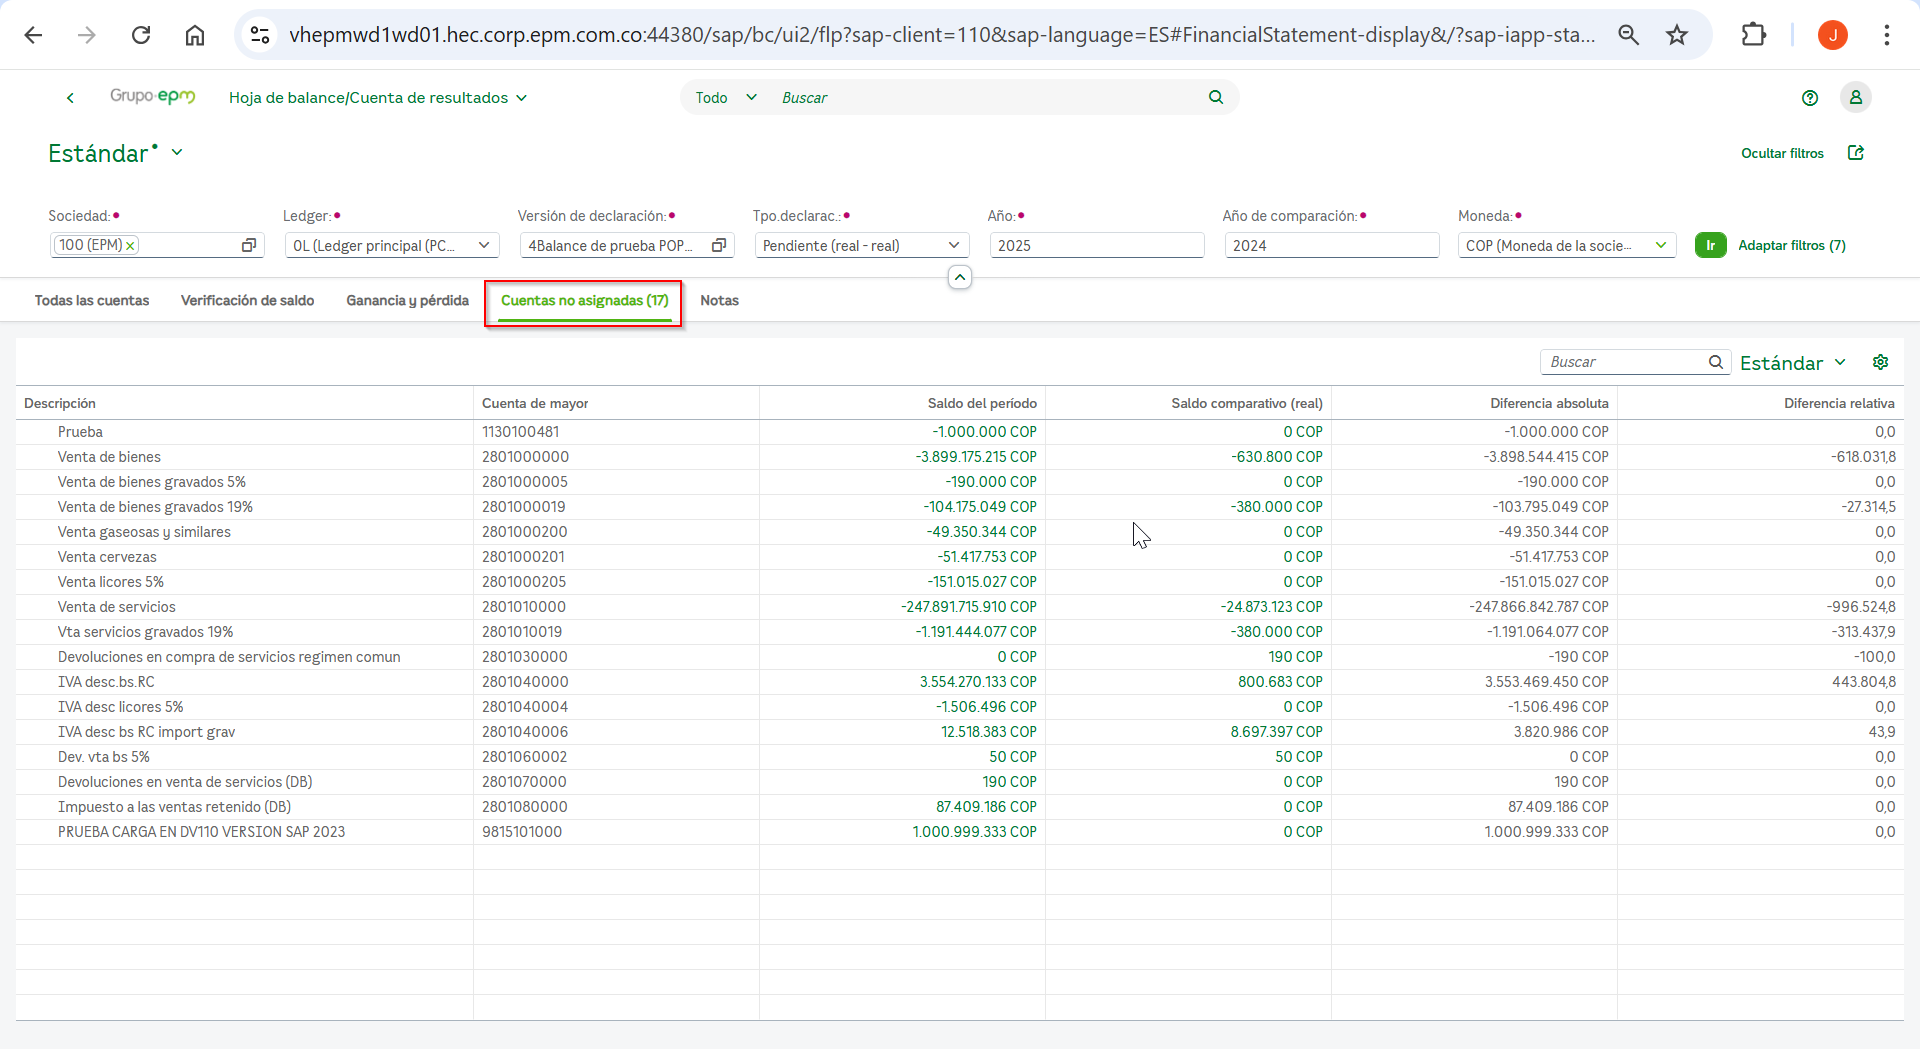 vhepmwd1wd01.hec.corp.epm.com.co:44380/sap/bc/ui2/flp?sap-client=110&sap-language=ES#FinancialStatement-display&/?sap-iapp-sta...
J
Grupo·epm
Hoja de balance/Cuenta de resultados
Todo
Buscar
Estándar*
Ocultar filtros
Sociedad: Ledger: Versión de declaración: Tpo.declarac.: Año: Año de comparación: Moneda:
100 (EPM) 0L (Ledger principal (PC... 4Balance de prueba POP... Pendiente (real - real) 2025 2024 COP (Moneda de la socie... Ir Adaptar filtros (7)
Todas las cuentas Verificación de saldo Ganancia y pérdida Cuentas no asignadas (17) Notas
Buscar Estándar
Descripción Cuenta de mayor Saldo del período Saldo comparativo (real) Diferencia absoluta Diferencia relativa
Prueba 1130100481 -1.000.000 COP 0 COP -1.000.000 COP 0,0
Venta de bienes 2801000000 -3.899.175.215 COP -630.800 COP -3.898.544.415 COP -618.031,8
Venta de bienes gravados 5% 2801000005 -190.000 COP 0 COP -190.000 COP 0,0
Venta de bienes gravados 19% 2801000019 -104.175.049 COP -380.000 COP -103.795.049 COP -27.314,5
Venta gaseosas y similares 2801000200 -49.350.344 COP 0 COP -49.350.344 COP 0,0
Venta cervezas 2801000201 -51.417.753 COP 0 COP -51.417.753 COP 0,0
Venta licores 5% 2801000205 -151.015.027 COP 0 COP -151.015.027 COP 0,0
Venta de servicios 2801010000 -247.891.715.910 COP -24.873.123 COP -247.866.842.787 COP -996.524,8
Vta servicios gravados 19% 2801010019 -1.191.444.077 COP -380.000 COP -1.191.064.077 COP -313.437,9
Devoluciones en compra de servicios regimen comun 2801030000 0 COP 190 COP -190 COP -100,0
IVA desc.bs.RC 2801040000 3.554.270.133 COP 800.683 COP 3.553.469.450 COP 443.804,8
IVA desc licores 5% 2801040004 -1.506.496 COP 0 COP -1.506.496 COP 0,0
IVA desc bs RC import grav 2801040006 12.518.383 COP 8.697.397 COP 3.820.986 COP 43,9
Dev. vta bs 5% 2801060002 50 COP 50 COP 0 COP 0,0
Devoluciones en venta de servicios (DB) 2801070000 190 COP 0 COP 190 COP 0,0
Impuesto a las ventas retenido (DB) 2801080000 87.409.186 COP 0 COP 87.409.186 COP 0,0
PRUEBA CARGA EN DV110 VERSION SAP 2023 9815101000 1.000.999.333 COP 0 COP 1.000.999.333 COP 0,0